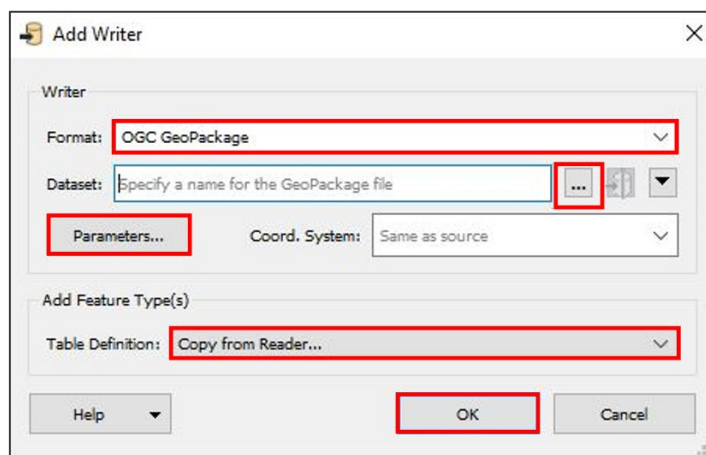 Add Writer
Writer
Format: OGC GeoPackage
Dataset: Specify a name for the GeoPackage file ...
Parameters... Coord. System: Same as source
Add Feature Type(s)
Table Definition: Copy from Reader...
Help OK Cancel